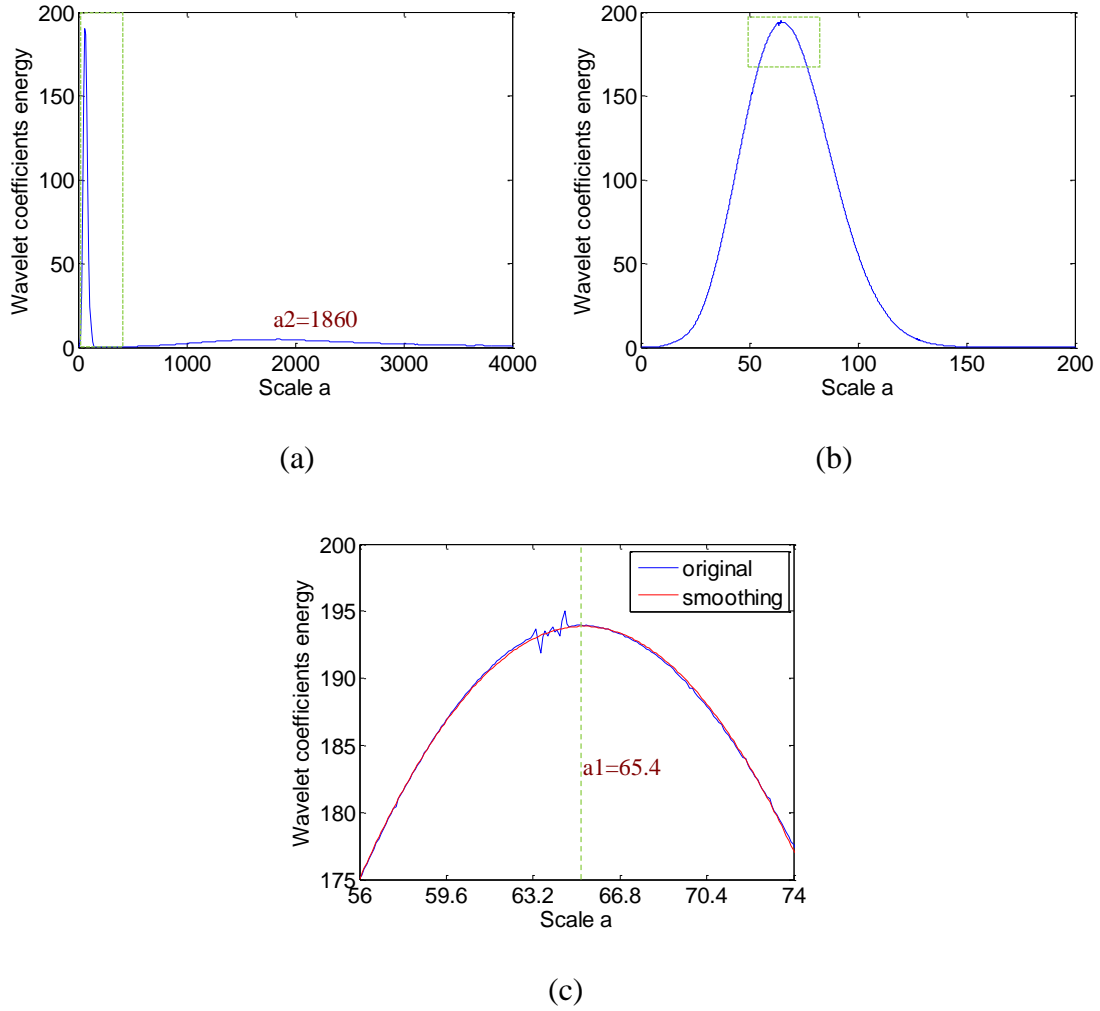 200
150
100
50
0
Wavelet coefficients energy
a2=1860
0 1000 2000 3000 4000
Scale a
(a)
200
150
100
50
0
Wavelet coefficients energy
0 50 100 150 200
Scale a
(b)
200
195
190
185
180
175
Wavelet coefficients energy
original
smoothing
a1=65.4
56 59.6 63.2 66.8 70.4 74
Scale a
(c)